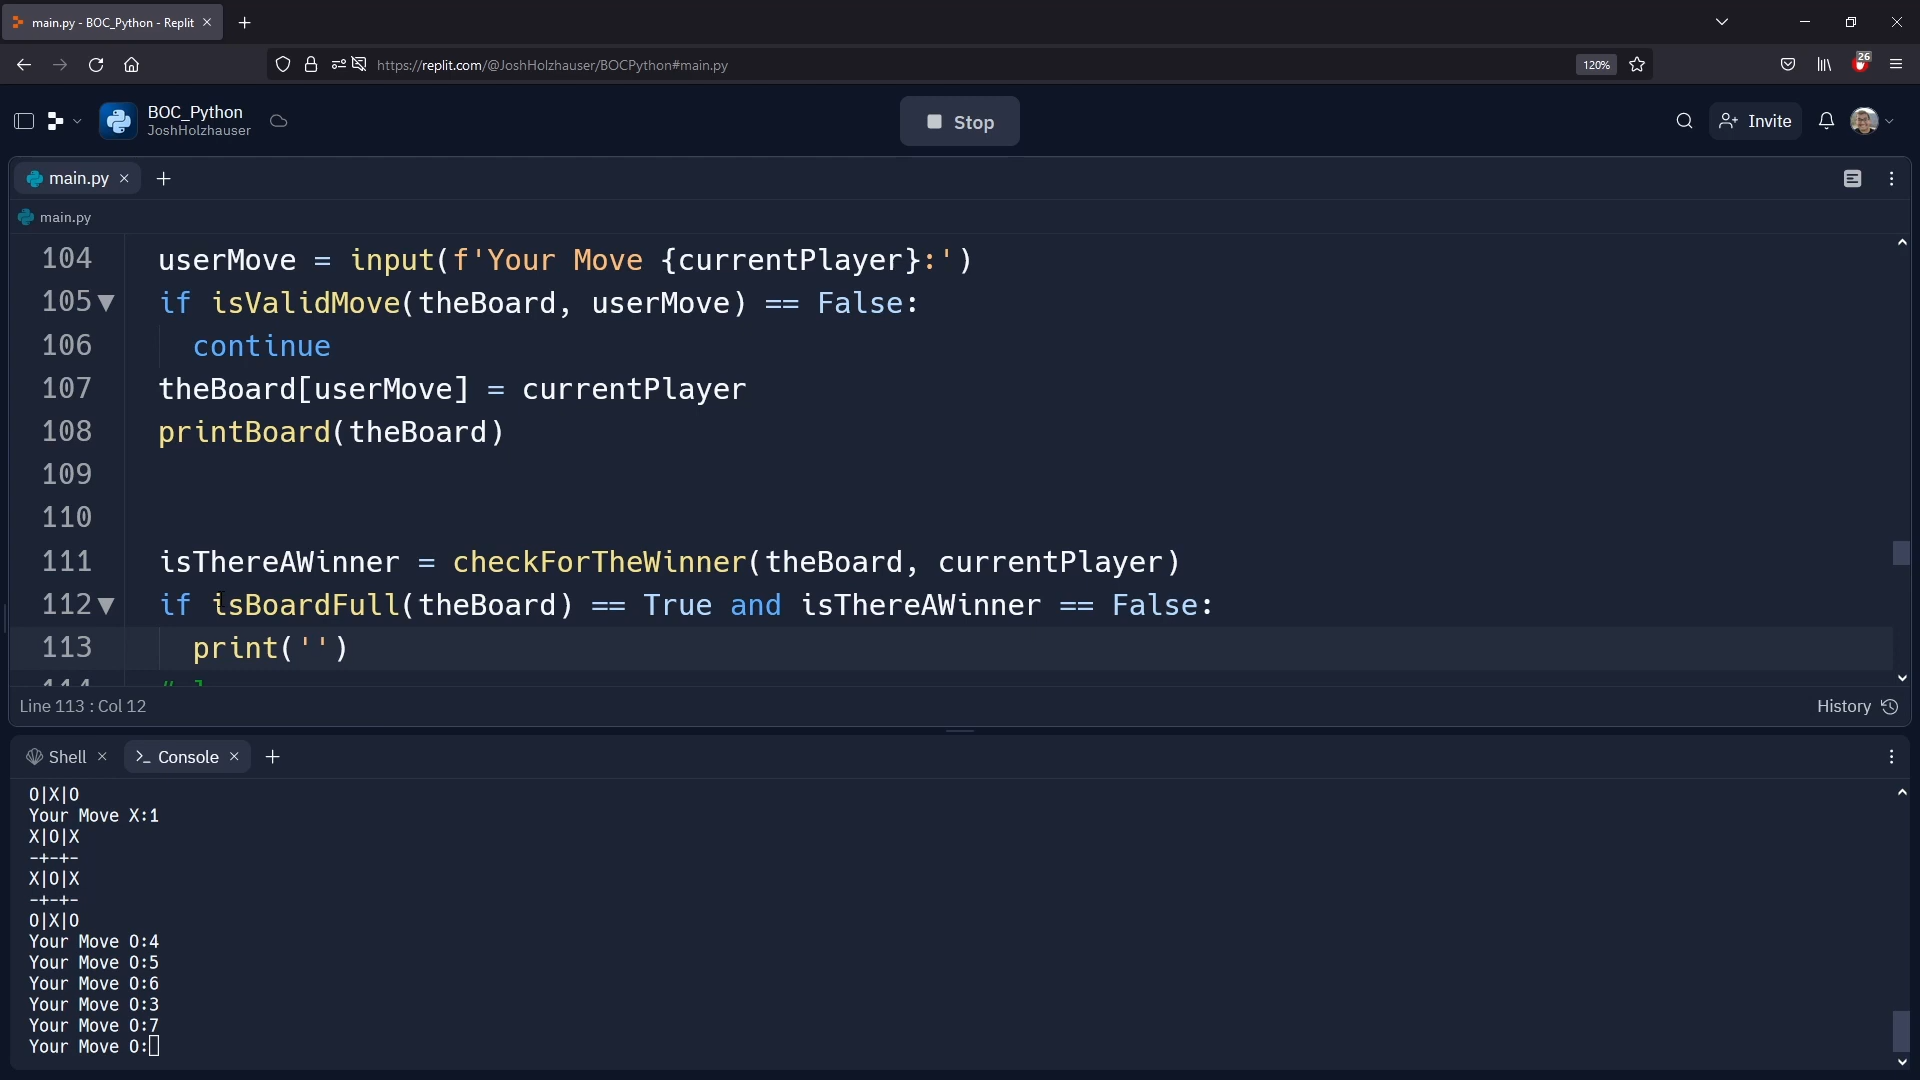 main.py - BOC_Python - Replit
https://replit.com/@JoshHolzhauser/BOCPython#main.py
120%
26
BOC_Python
JoshHolzhauser
Stop
Invite
main.py
main.py
104 userMove = input(f'Your Move {currentPlayer}:')
105 if isValidMove(theBoard, userMove) == False:
106 continue
107 theBoard[userMove] = currentPlayer
108 printBoard(theBoard)
109
110
111 isThereAWinner = checkForTheWinner(theBoard, currentPlayer)
112 if isBoardFull(theBoard) == True and isThereAWinner == False:
113 print('')
Line 113 : Col 12
History
Shell
Console
O|X|O
Your Move X:1
X|O|X
-+-+-
X|O|X
-+-+-
O|X|O
Your Move O:4
Your Move O:5
Your Move O:6
Your Move O:3
Your Move O:7
Your Move O: